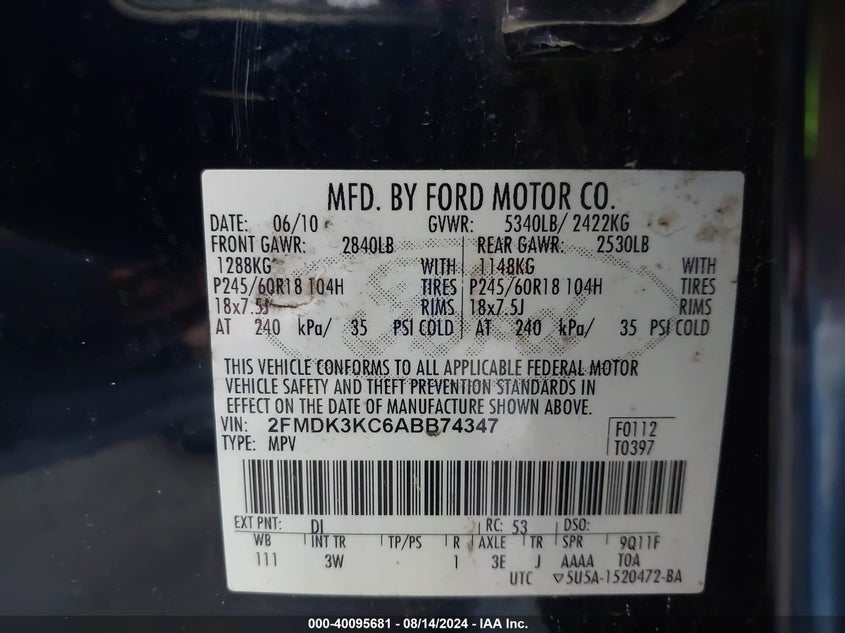 MFD. BY FORD MOTOR CO.
DATE: 06/10 GVWR: 5340LB/ 2422KG
FRONT GAWR: 2840LB REAR GAWR: 2530LB
1288KG WITH 1148KG WITH
P245/60R18 104H TIRES P245/60R18 104H TIRES
18x7.5J RIMS 18x7.5J RIMS
AT 240 kPa/ 35 PSI COLD AT 240 kPa/ 35 PSI COLD
THIS VEHICLE CONFORMS TO ALL APPLICABLE FEDERAL MOTOR
VEHICLE SAFETY AND THEFT PREVENTION STANDARDS IN
EFFECT ON THE DATE OF MANUFACTURE SHOWN ABOVE.
VIN: 2FMDK3KC6ABB74347 F0112
TYPE: MPV T0397
EXT PNT: DI RC: 53 DSO:
WB INT TR TP/PS R AXLE TR SPR 9Q11F
111 3W 1 3E J AAAA TOA
UTC ▽5U5A-1520472-BA
000-40095681 - 08/14/2024 - IAA Inc.